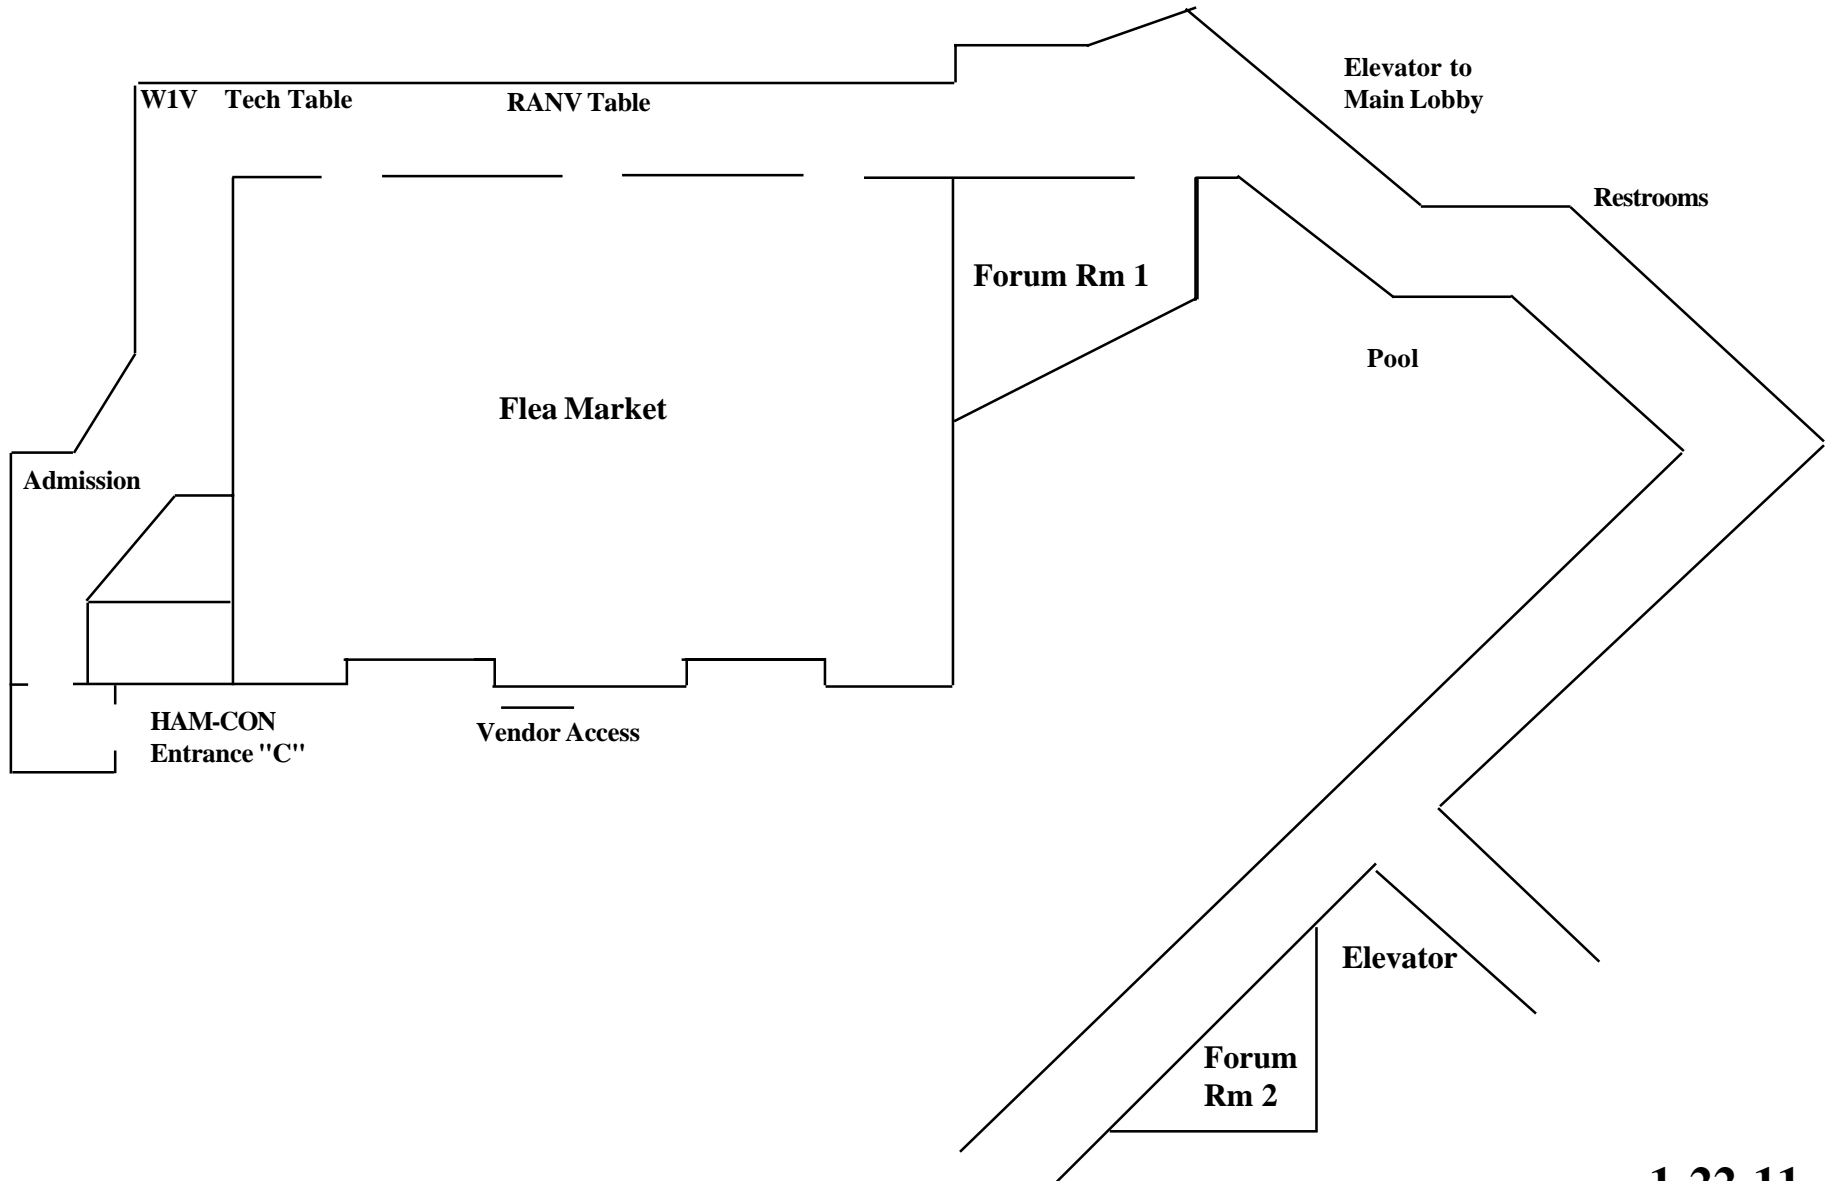 Elevator to
Main Lobby
W1V Tech Table RANV Table
Restrooms
Forum Rm 1
Pool
Flea Market
Admission
HAM-CON
Entrance "C"
Vendor Access
Elevator
Forum
Rm 2